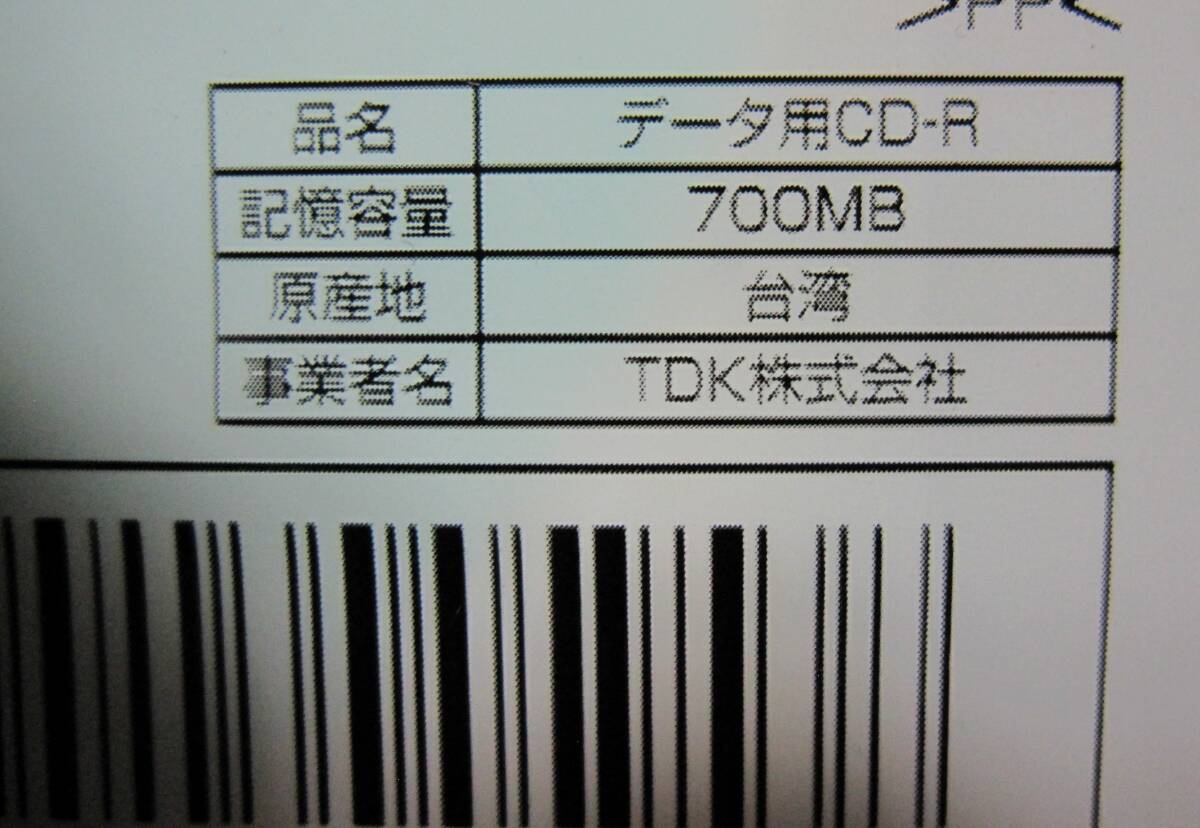 PP
品名 データ用CD-R
記憶容量 700MB
原産地 台湾
事業者名 TDK株式会社